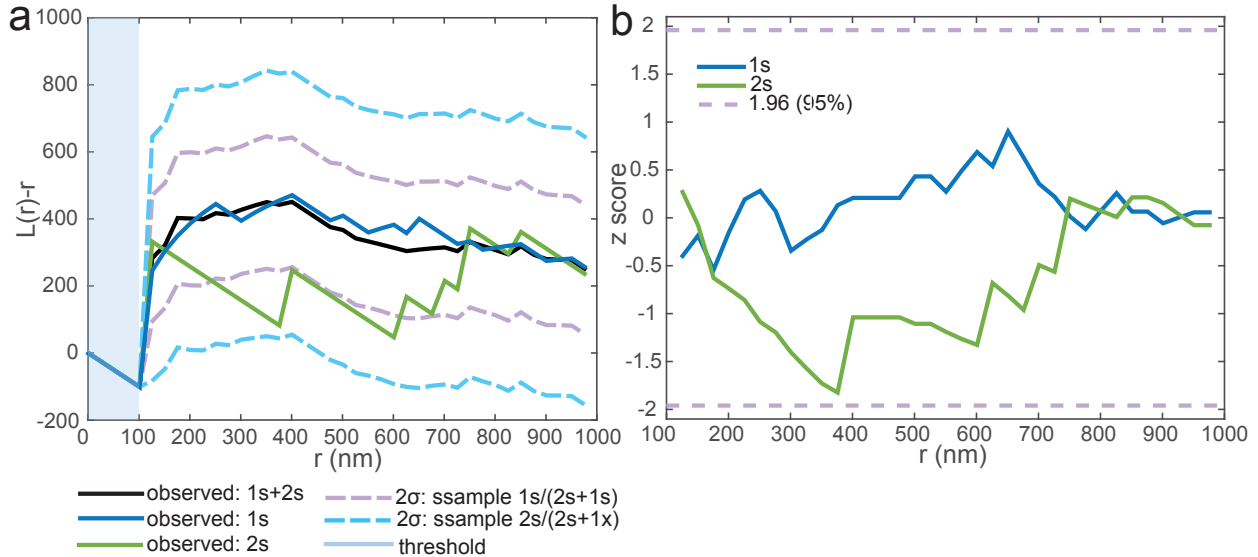 a
1000
800
600
400
200
0
-200
L(r)-r
0
100
200
300
400
500
600
700
800
900
1000
r (nm)
observed: 1s+2s
observed: 1s
observed: 2s
2σ: ssample 1s/(2s+1s)
2σ: ssample 2s/(2s+1x)
threshold
b
2
1.5
1
0.5
0
-0.5
-1
-1.5
-2
z score
1s
2s
1.96 (95%)
100
200
300
400
500
600
700
800
900
1000
r (nm)